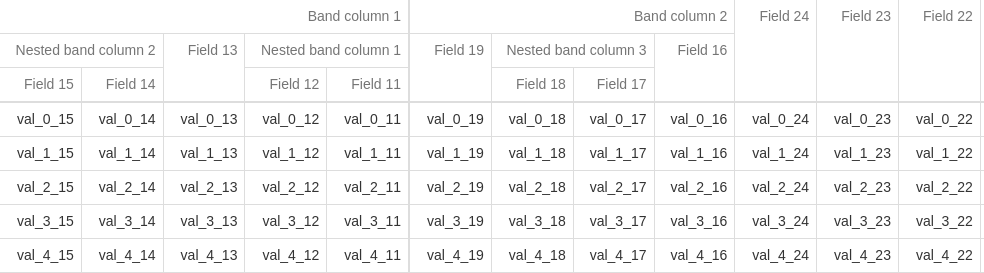 Band column 1 Band column 2 Field 24 Field 23 Field 22
Nested band column 2 Field 13 Nested band column 1 Field 19 Nested band column 3 Field 16
Field 15 Field 14 Field 12 Field 11 Field 18 Field 17
val_0_15 val_0_14 val_0_13 val_0_12 val_0_11 val_0_19 val_0_18 val_0_17 val_0_16 val_0_24 val_0_23 val_0_22
val_1_15 val_1_14 val_1_13 val_1_12 val_1_11 val_1_19 val_1_18 val_1_17 val_1_16 val_1_24 val_1_23 val_1_22
val_2_15 val_2_14 val_2_13 val_2_12 val_2_11 val_2_19 val_2_18 val_2_17 val_2_16 val_2_24 val_2_23 val_2_22
val_3_15 val_3_14 val_3_13 val_3_12 val_3_11 val_3_19 val_3_18 val_3_17 val_3_16 val_3_24 val_3_23 val_3_22
val_4_15 val_4_14 val_4_13 val_4_12 val_4_11 val_4_19 val_4_18 val_4_17 val_4_16 val_4_24 val_4_23 val_4_22